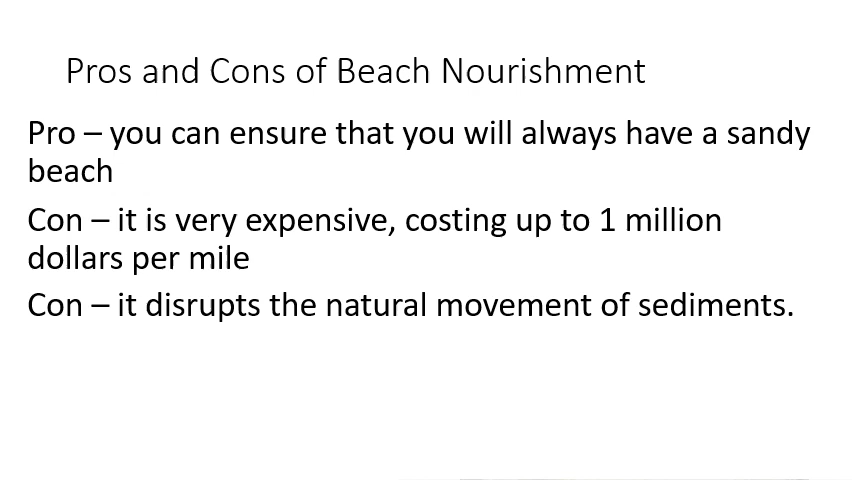 Pros and Cons of Beach Nourishment
Pro – you can ensure that you will always have a sandy
beach
Con – it is very expensive, costing up to 1 million
dollars per mile
Con – it disrupts the natural movement of sediments.